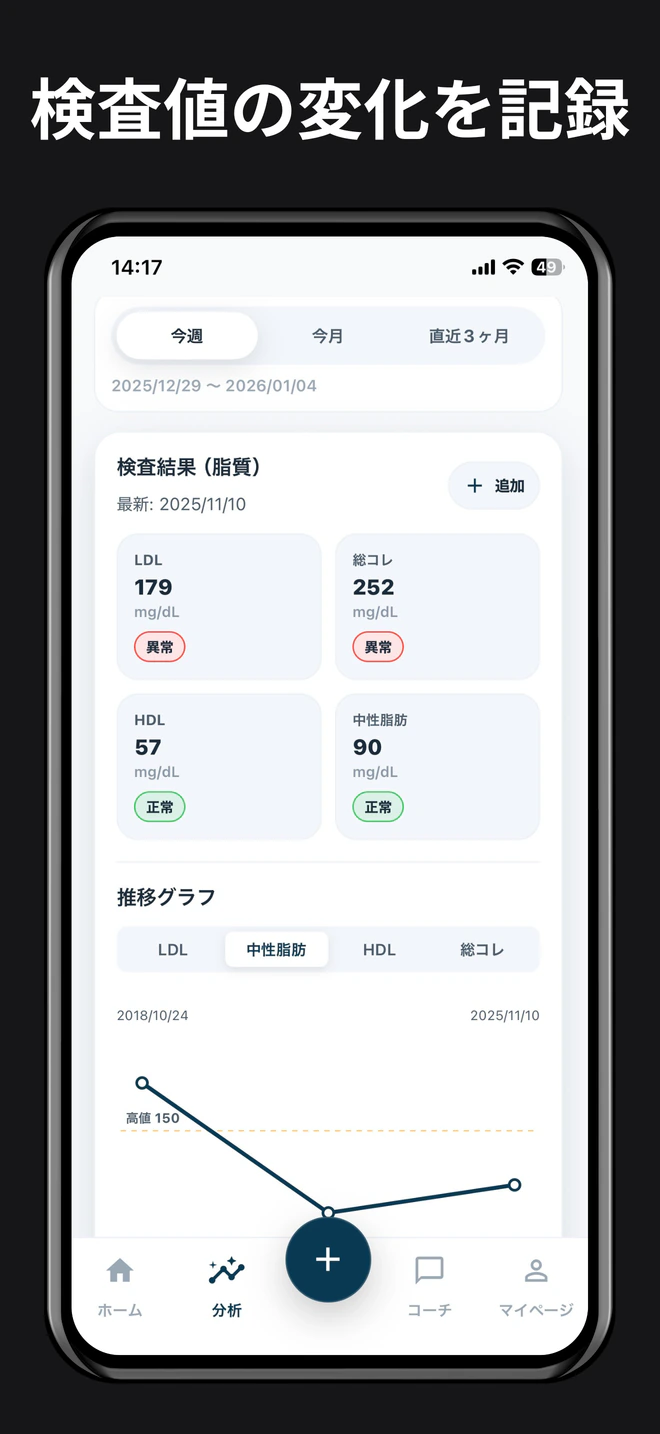 検査値の変化を記録
14:17
49
今週 今月 直近3ヶ月
2025/12/29 〜 2026/01/04
検査結果（脂質）
+ 追加
最新: 2025/11/10
LDL
179
mg/dL
異常
総コレ
252
mg/dL
異常
HDL
57
mg/dL
正常
中性脂肪
90
mg/dL
正常
推移グラフ
LDL 中性脂肪 HDL 総コレ
2018/10/24 2025/11/10
高値 150
+
ホーム 分析 コーチ マイページ